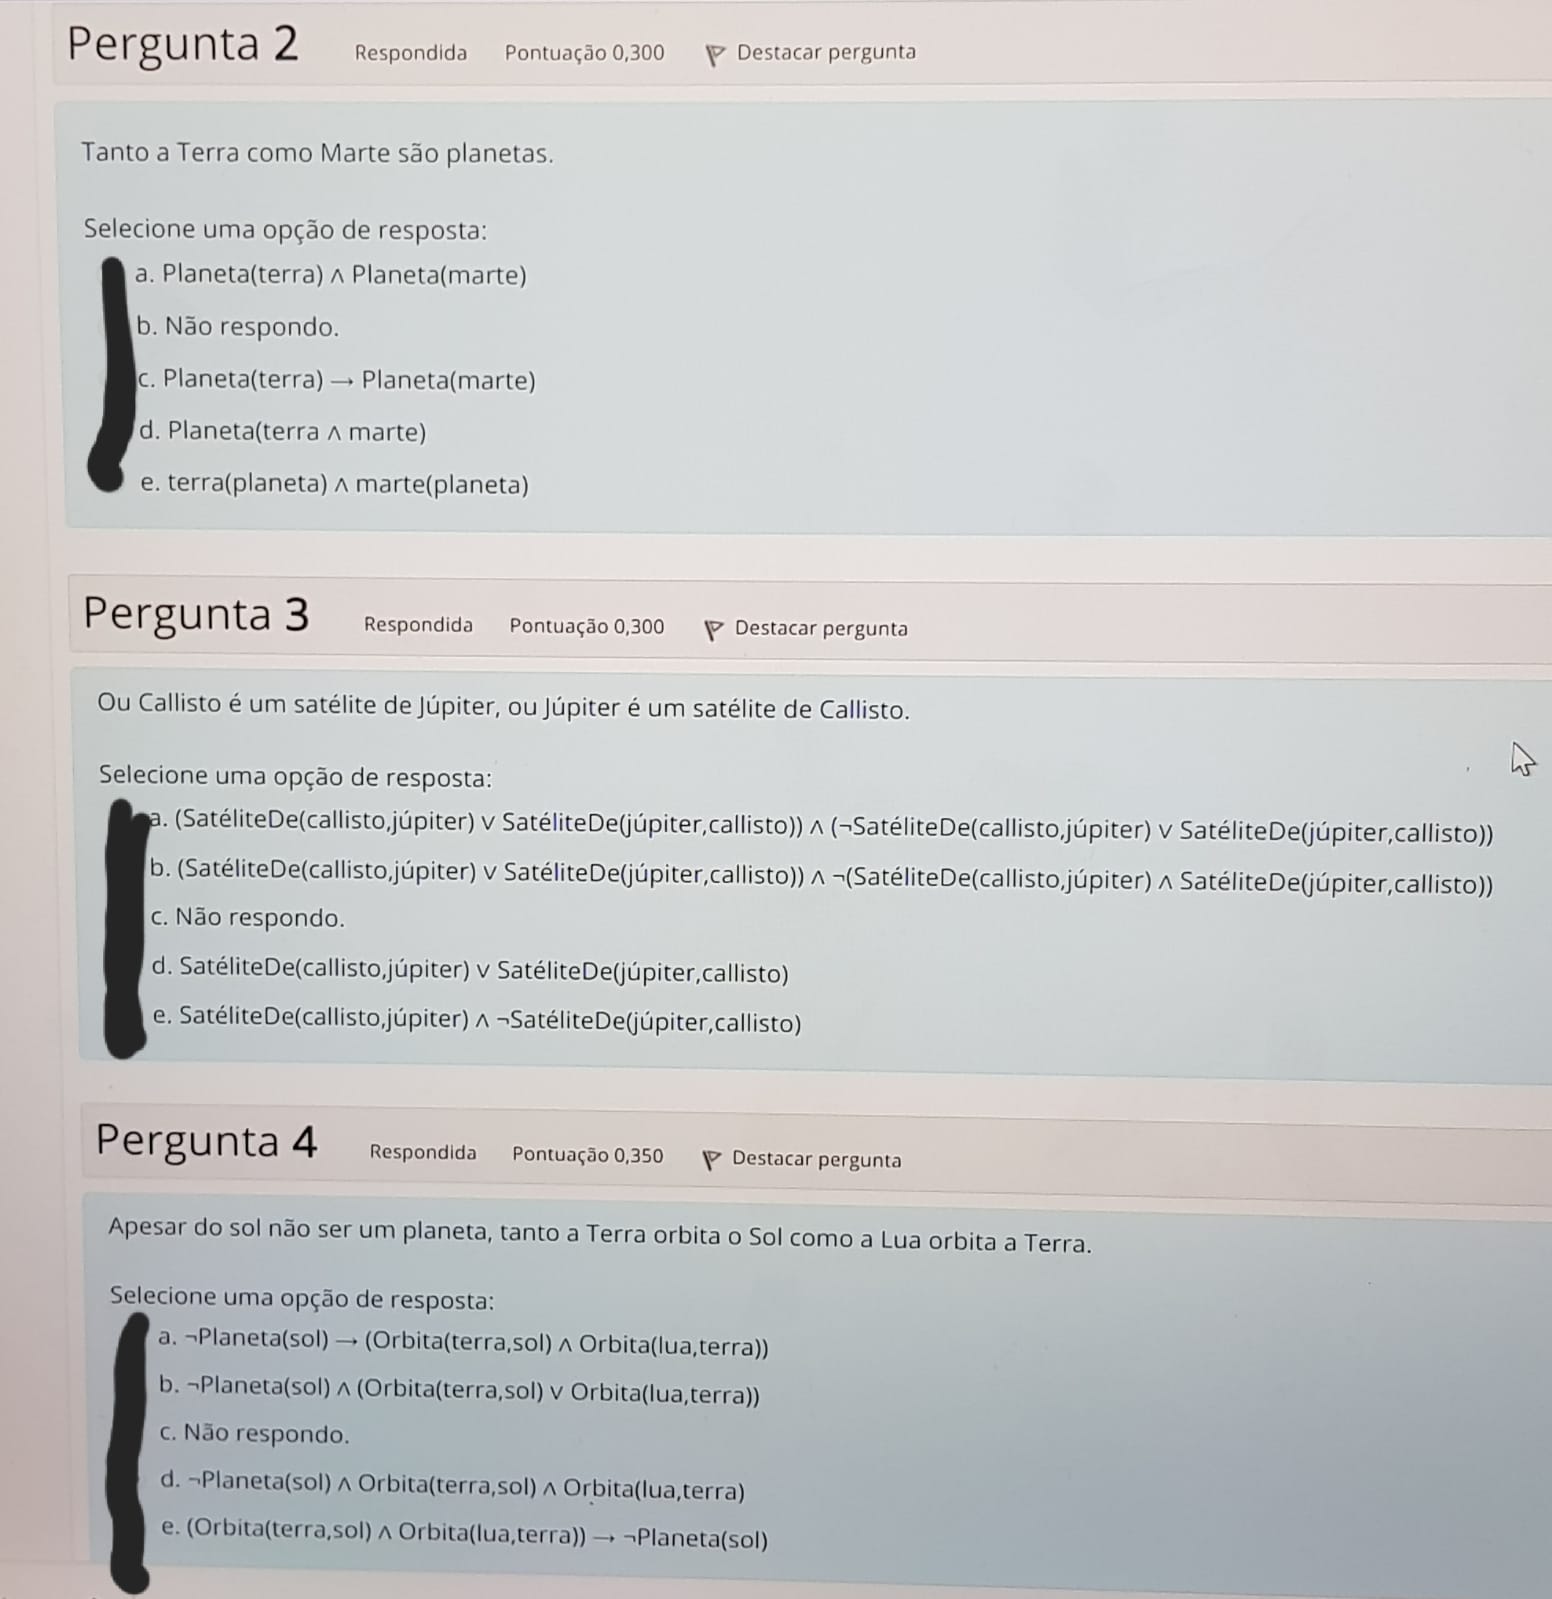 Pergunta 2 Respondida Pontuação 0,300 Destacar pergunta
Tanto a Terra como Marte são planetas.
Selecione uma opção de resposta:
a. Planeta(terra) ∧ Planeta(marte)
b. Não respondo.
c. Planeta(terra) → Planeta(marte)
d. Planeta(terra ∧ marte)
e. terra(planeta) ∧ marte(planeta)
Pergunta 3 Respondida Pontuação 0,300 Destacar pergunta
Ou Callisto é um satélite de Júpiter, ou Júpiter é um satélite de Callisto.
Selecione uma opção de resposta:
a. (SatéliteDe(callisto,júpiter) ∨ SatéliteDe(júpiter,callisto)) ∧ (¬SatéliteDe(callisto,júpiter) ∨ SatéliteDe(júpiter,callisto))
b. (SatéliteDe(callisto,júpiter) ∨ SatéliteDe(júpiter,callisto)) ∧ ¬(SatéliteDe(callisto,júpiter) ∧ SatéliteDe(júpiter,callisto))
c. Não respondo.
d. SatéliteDe(callisto,júpiter) ∨ SatéliteDe(júpiter,callisto)
e. SatéliteDe(callisto,júpiter) ∧ ¬SatéliteDe(júpiter,callisto)
Pergunta 4 Respondida Pontuação 0,350 Destacar pergunta
Apesar do sol não ser um planeta, tanto a Terra orbita o Sol como a Lua orbita a Terra.
Selecione uma opção de resposta:
a. ¬Planeta(sol) → (Orbita(terra,sol) ∧ Orbita(lua,terra))
b. ¬Planeta(sol) ∧ (Orbita(terra,sol) ∨ Orbita(lua,terra))
c. Não respondo.
d. ¬Planeta(sol) ∧ Orbita(terra,sol) ∧ Orbita(lua,terra)
e. (Orbita(terra,sol) ∧ Orbita(lua,terra)) → ¬Planeta(sol)